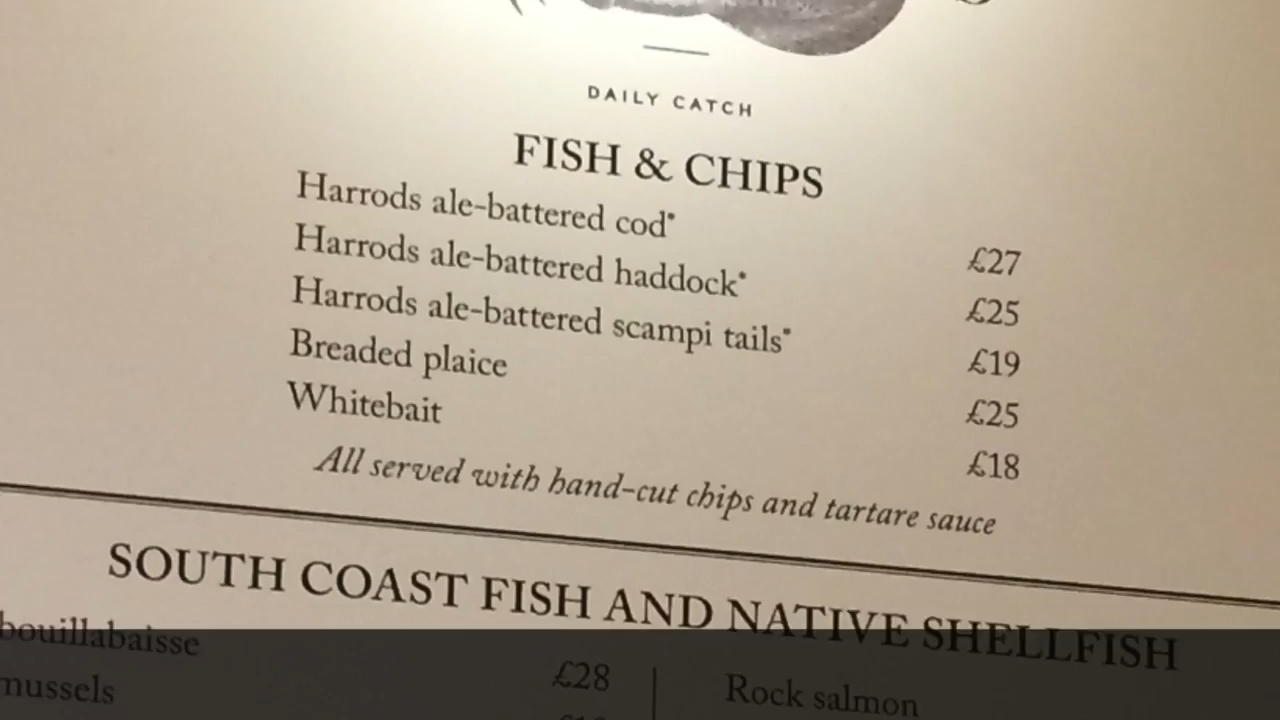 DAILY CATCH
FISH & CHIPS
Harrods ale-battered cod* £27
Harrods ale-battered haddock* £25
Harrods ale-battered scampi tails* £19
Breaded plaice £25
Whitebait £18
All served with hand-cut chips and tartare sauce
SOUTH COAST FISH AND NATIVE SHELLFISH
bouillabaisse £28
mussels
Rock salmon